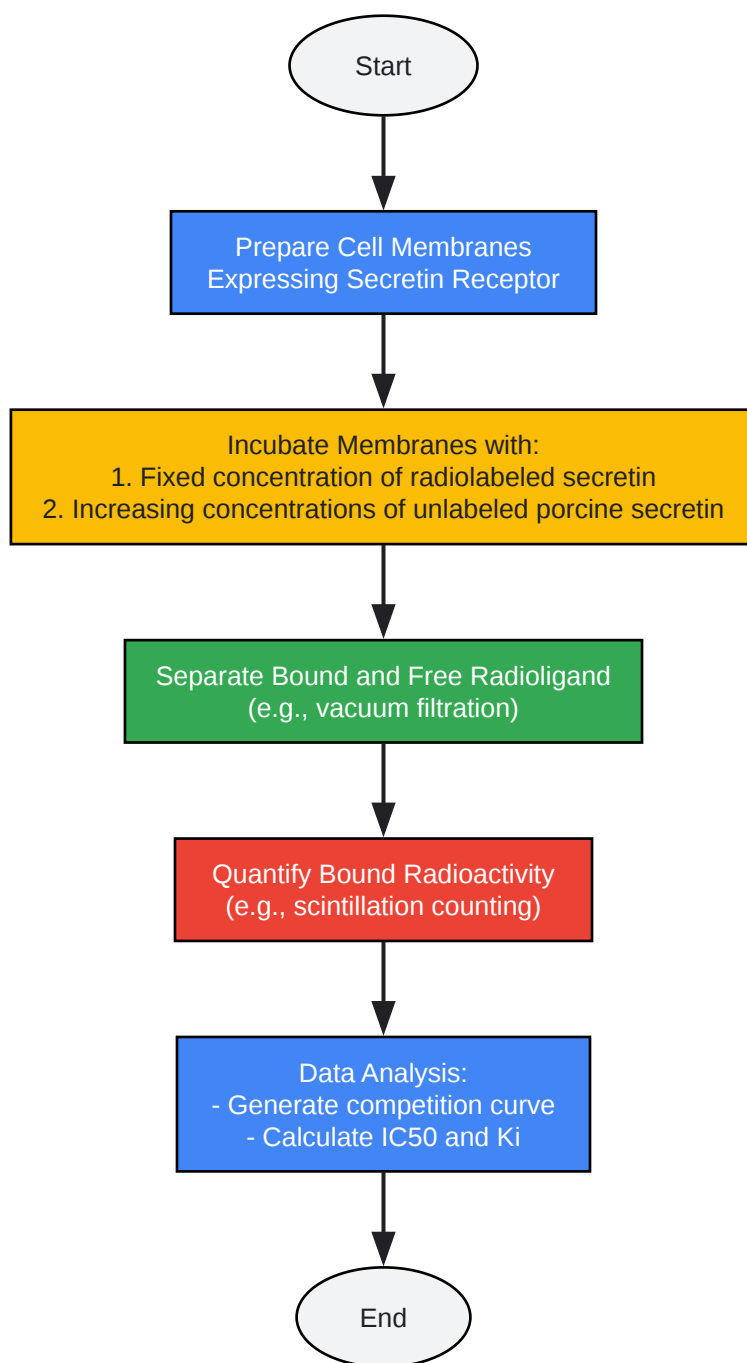 Start
Prepare Cell Membranes
Expressing Secretin Receptor
Incubate Membranes with:
1. Fixed concentration of radiolabeled secretin
2. Increasing concentrations of unlabeled porcine secretin
Separate Bound and Free Radioligand
(e.g., vacuum filtration)
Quantify Bound Radioactivity
(e.g., scintillation counting)
Data Analysis:
- Generate competition curve
- Calculate IC50 and Ki
End